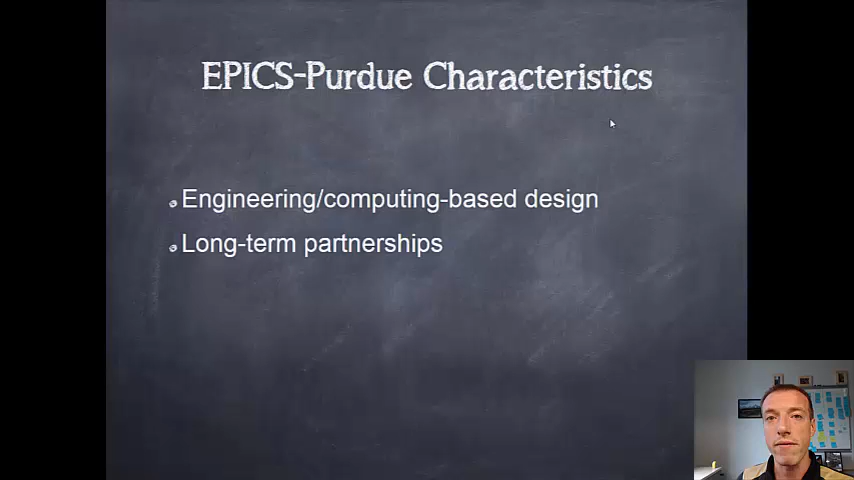 EPICS-Purdue Characteristics
Engineering/computing-based design
Long-term partnerships